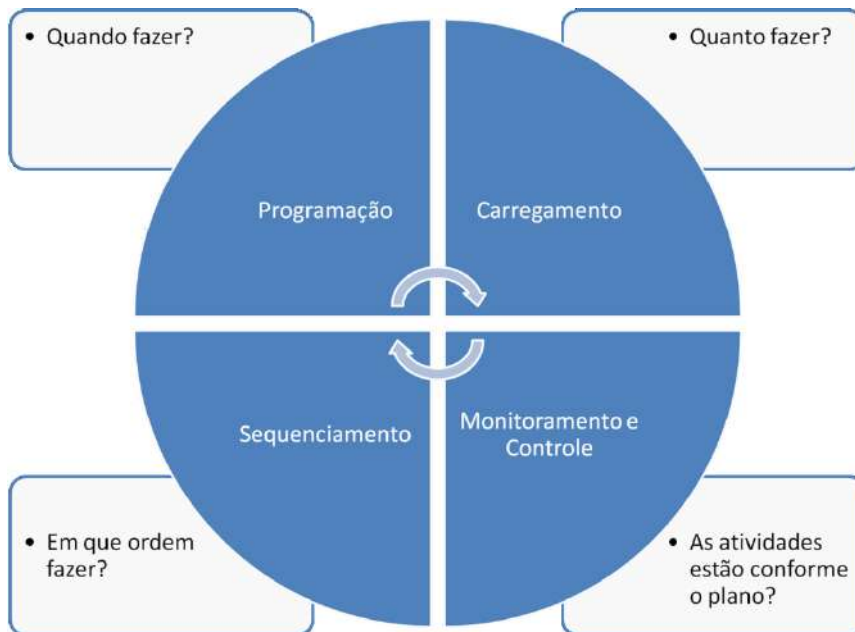 • Quando fazer?
• Quanto fazer?
Programação
Carregamento
Sequenciamento
Monitoramento e
Controle
• Em que ordem
fazer?
• As atividades
estão conforme
o plano?